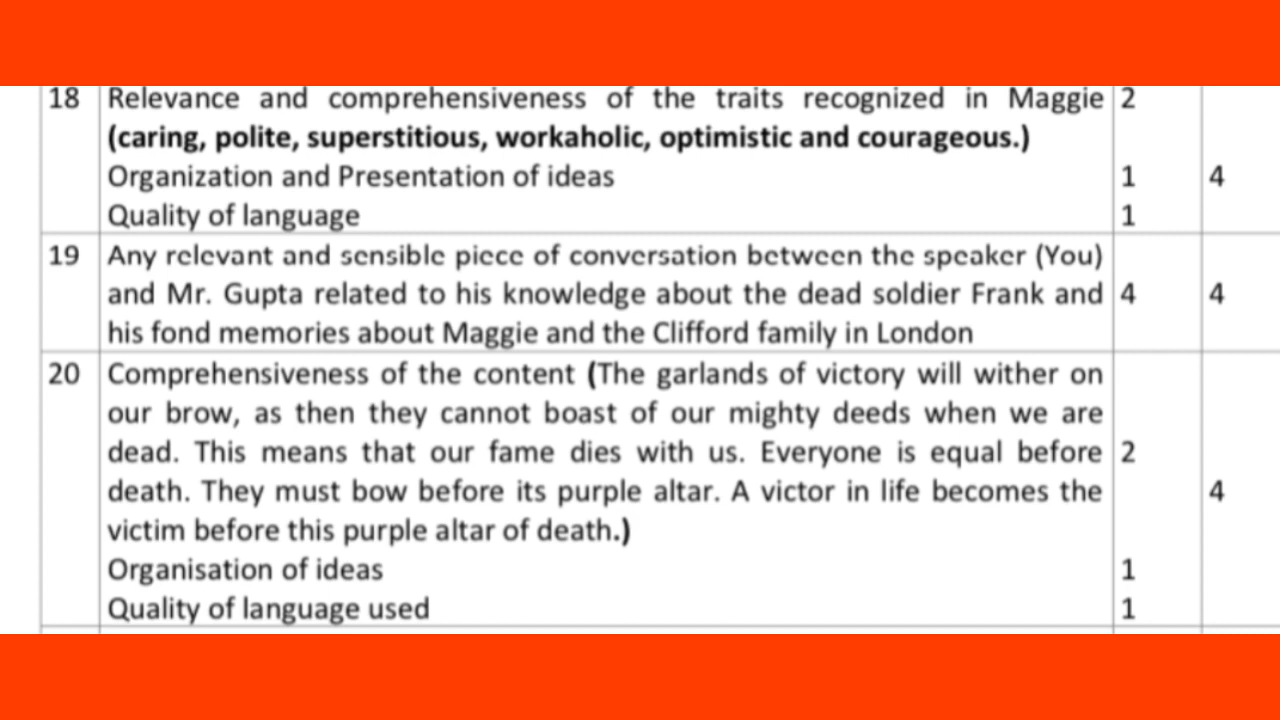 18 Relevance and comprehensiveness of the traits recognized in Maggie 2
(caring, polite, superstitious, workaholic, optimistic and courageous.)
Organization and Presentation of ideas 1 4
Quality of language 1
19 Any relevant and sensible piece of conversation between the speaker (You)
and Mr. Gupta related to his knowledge about the dead soldier Frank and 4 4
his fond memories about Maggie and the Clifford family in London
20 Comprehensiveness of the content (The garlands of victory will wither on
our brow, as then they cannot boast of our mighty deeds when we are
dead. This means that our fame dies with us. Everyone is equal before 2
death. They must bow before its purple altar. A victor in life becomes the 4
victim before this purple altar of death.)
Organisation of ideas 1
Quality of language used 1